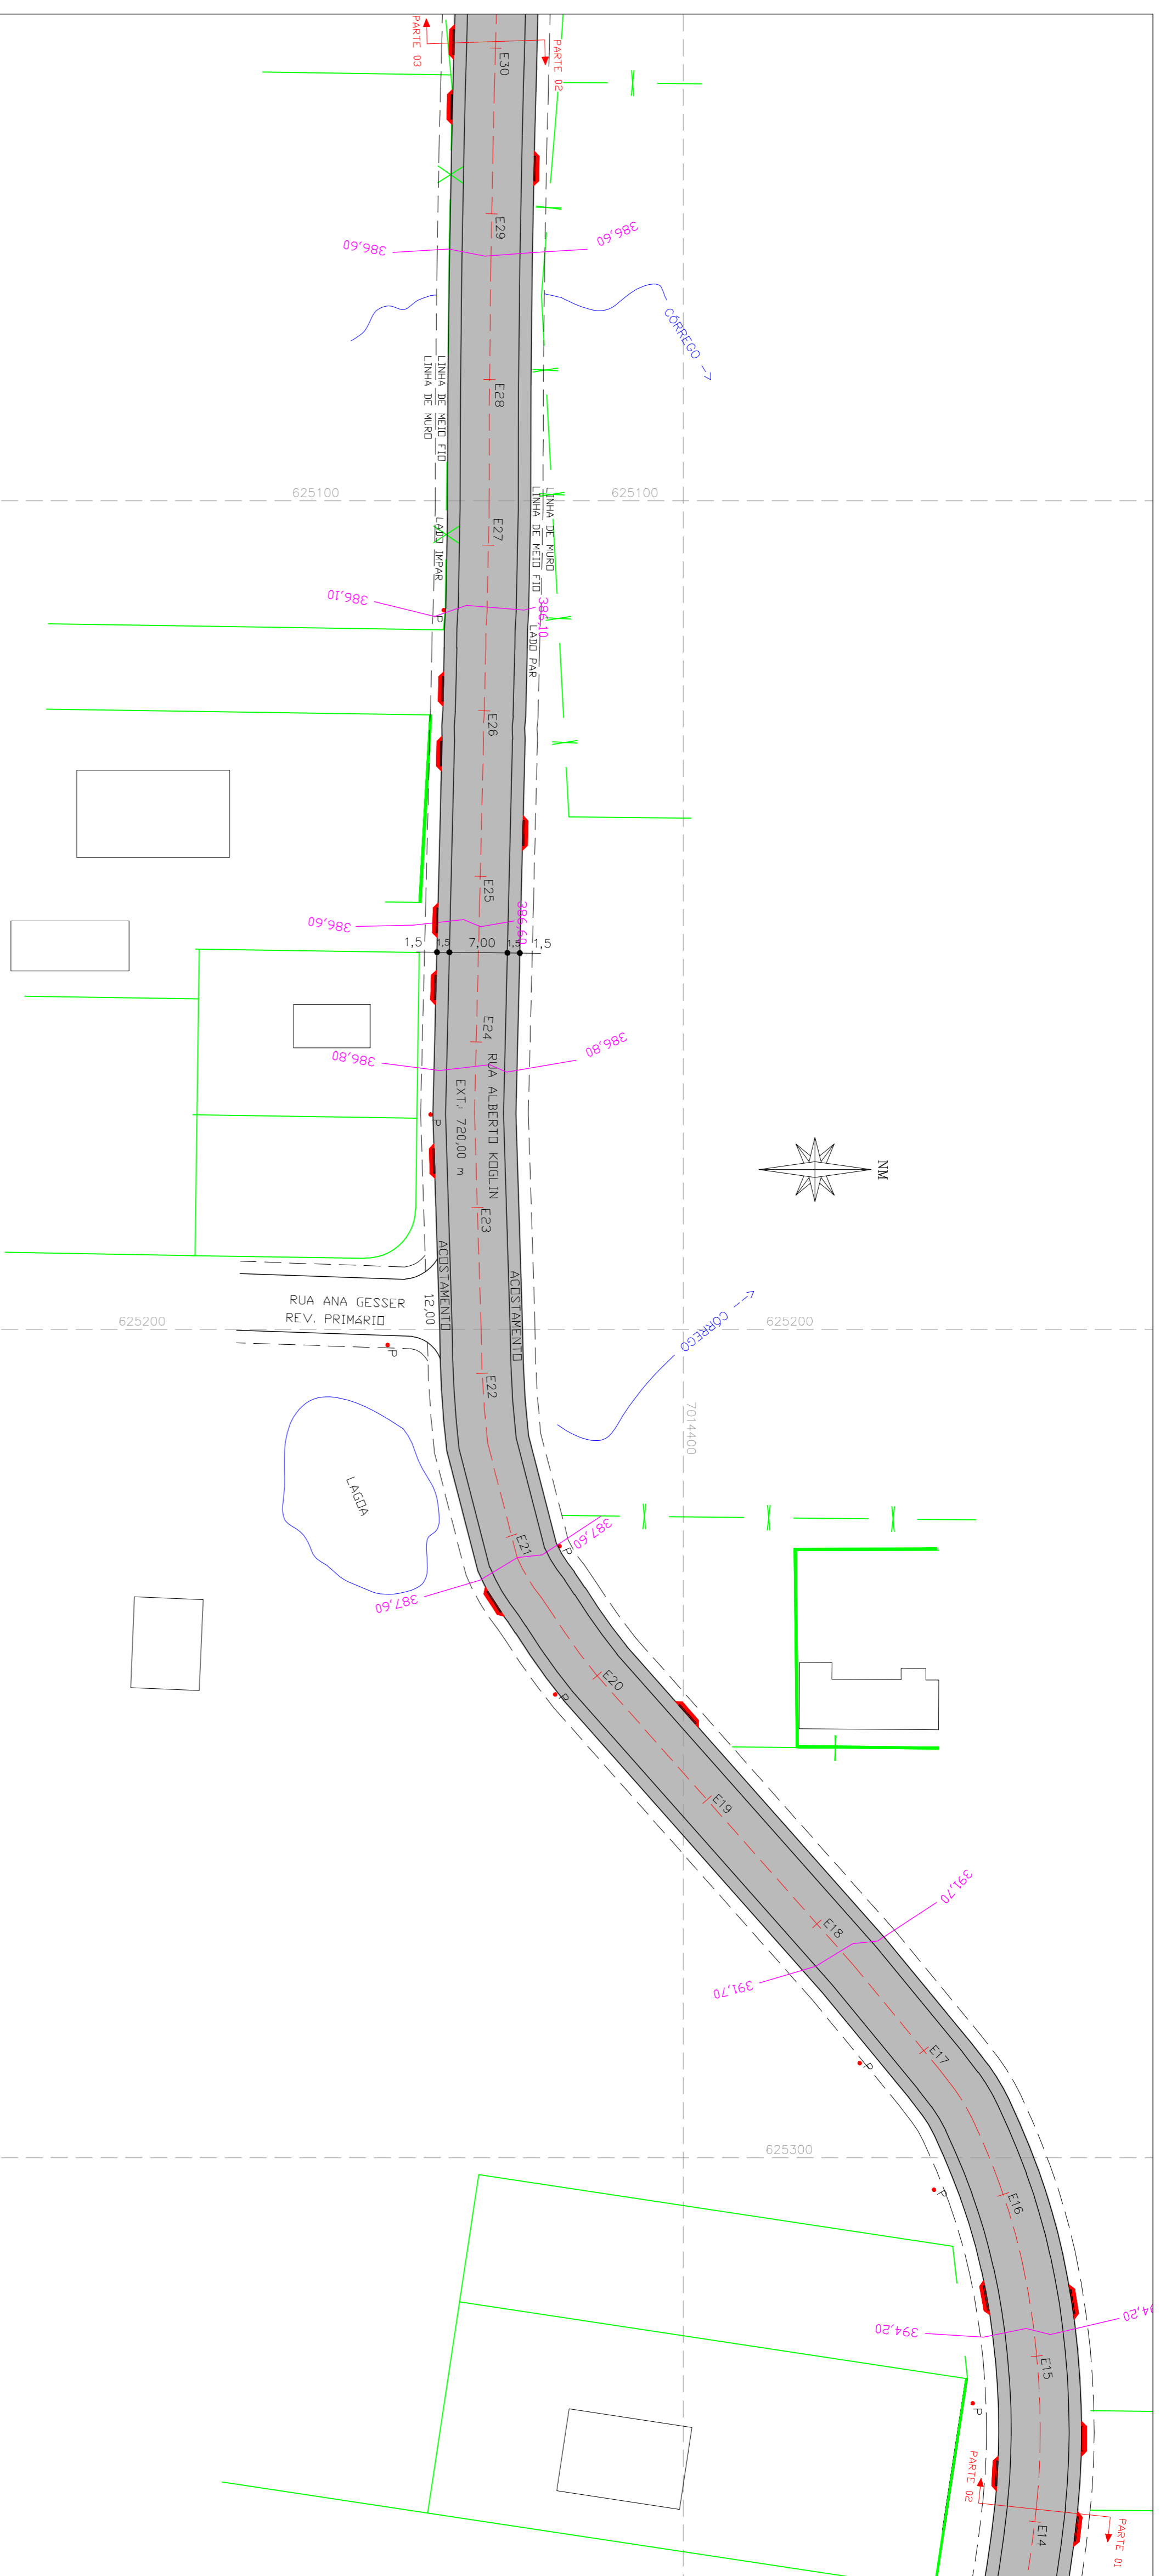 PARTE 03
PARTE 02
E30
E29
386,60
386,60
CÓRREGO ->
E28
LINHA DE MEIO FIO
LINHA DE MURO
625100
625100
LINHA DE MURO
LINHA DE MEIO FIO
E27
LADO IMPAR
386,10
386,10
P
LADO PAR
E26
E25
386,60
386,60
1,5
1,5
7,00
1,5
1,5
E24
386,80
386,80
RUA ALBERTO KOGLIN
EXT.: 720,00 m
P
NM
E23
ACOSTAMENTO
ACOSTAMENTO
RUA ANA GESSER
REV. PRIMáRIO
12,00
625200
625200
CÓRREGO ->
P
E22
7014400
LAGOA
E21
387,60
387,60
P
E20
P
E19
E18
391,70
391,70
E17
P
625300
E16
P
394,20
94,20
E15
P
PARTE 02
E14
PARTE 01